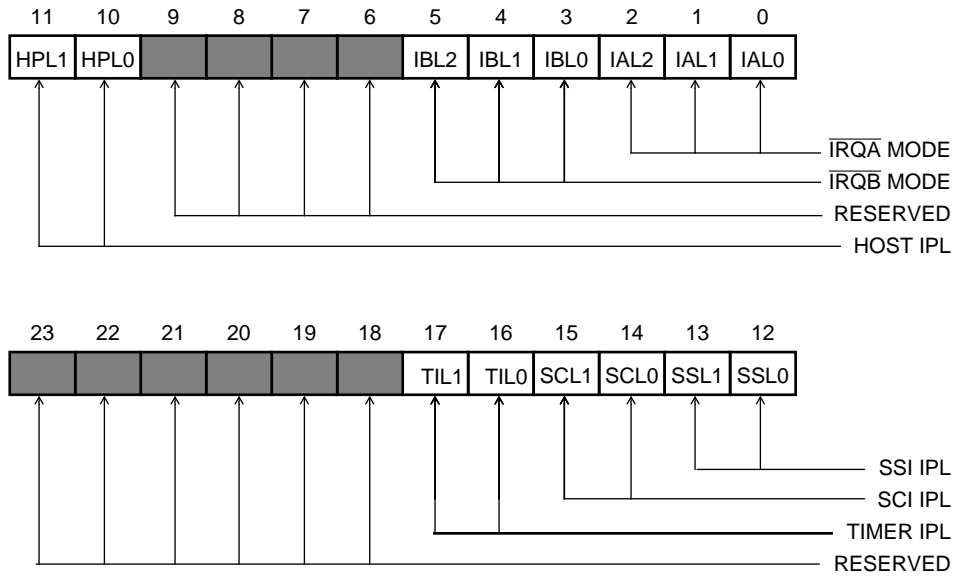 11 10 9 8 7 6 5 4 3 2 1 0
HPL1 HPL0 IBL2 IBL1 IBL0 IAL2 IAL1 IAL0
IRQA MODE
IRQB MODE
RESERVED
HOST IPL
23 22 21 20 19 18 17 16 15 14 13 12
TIL1 TIL0 SCL1 SCL0 SSL1 SSL0
SSI IPL
SCI IPL
TIMER IPL
RESERVED